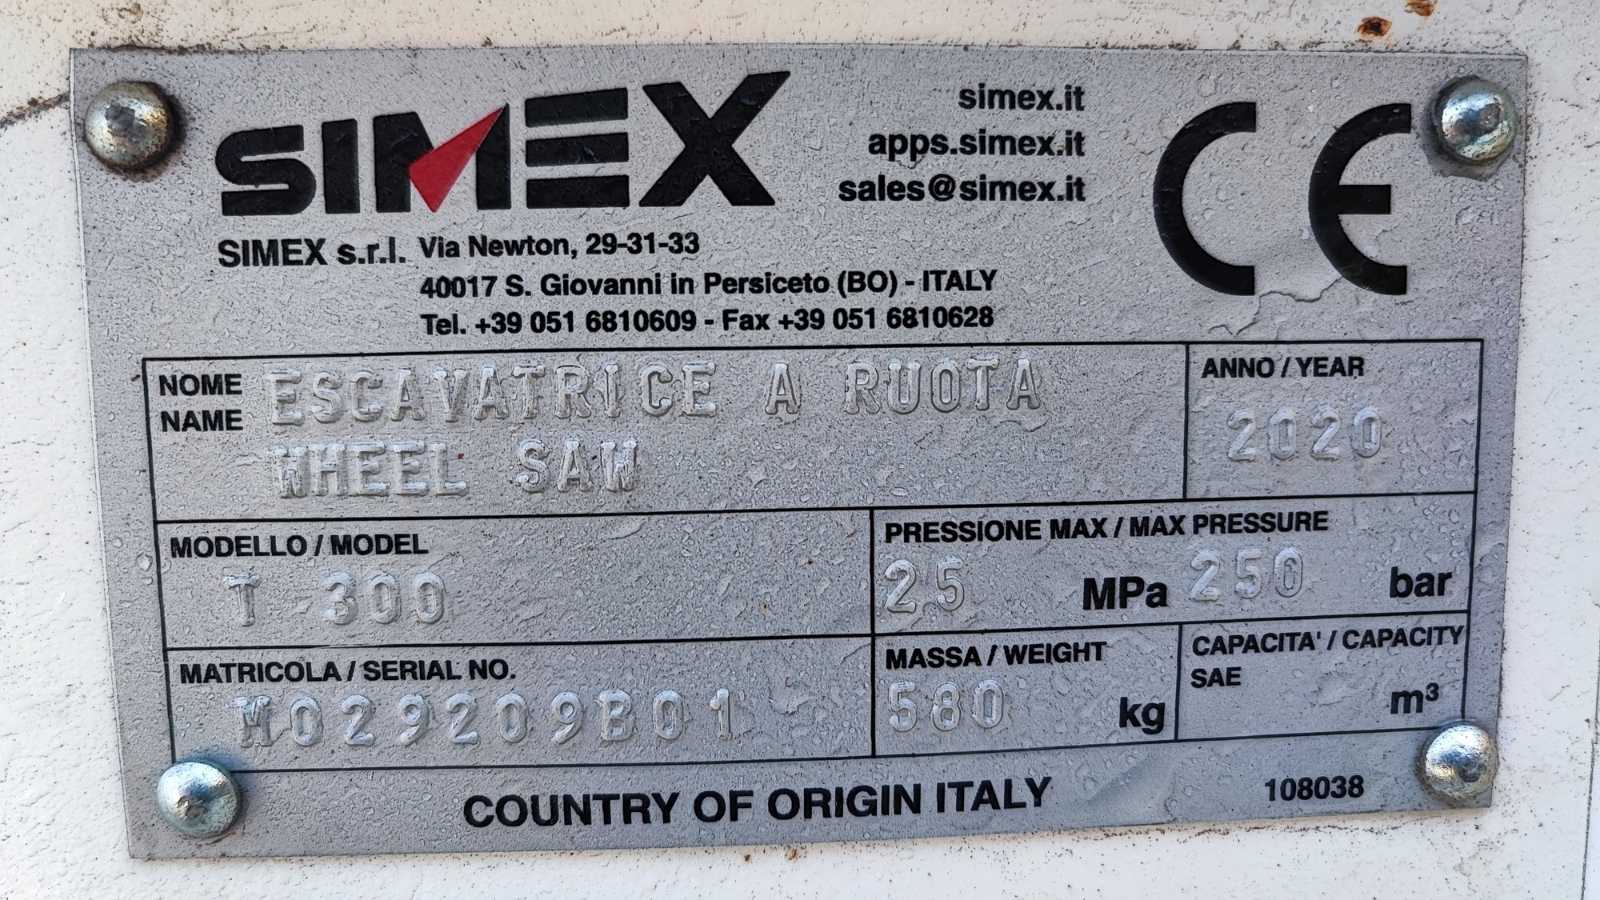 SIMEX
simex.it
apps.simex.it
sales@simex.it
CE
SIMEX s.r.l. Via Newton, 29-31-33
40017 S. Giovanni in Persiceto (BO) - ITALY
Tel. +39 051 6810609 - Fax +39 051 6810628
NOME ESCAVATRICE A RUOTA
NAME WHEEL SAW
ANNO / YEAR
2020
MODELLO / MODEL
T 300
PRESSIONE MAX / MAX PRESSURE
25 MPa 250 bar
MATRICOLA / SERIAL NO.
M029209B01
MASSA / WEIGHT
580 kg
CAPACITA' / CAPACITY
SAE
m³
COUNTRY OF ORIGIN ITALY
108038